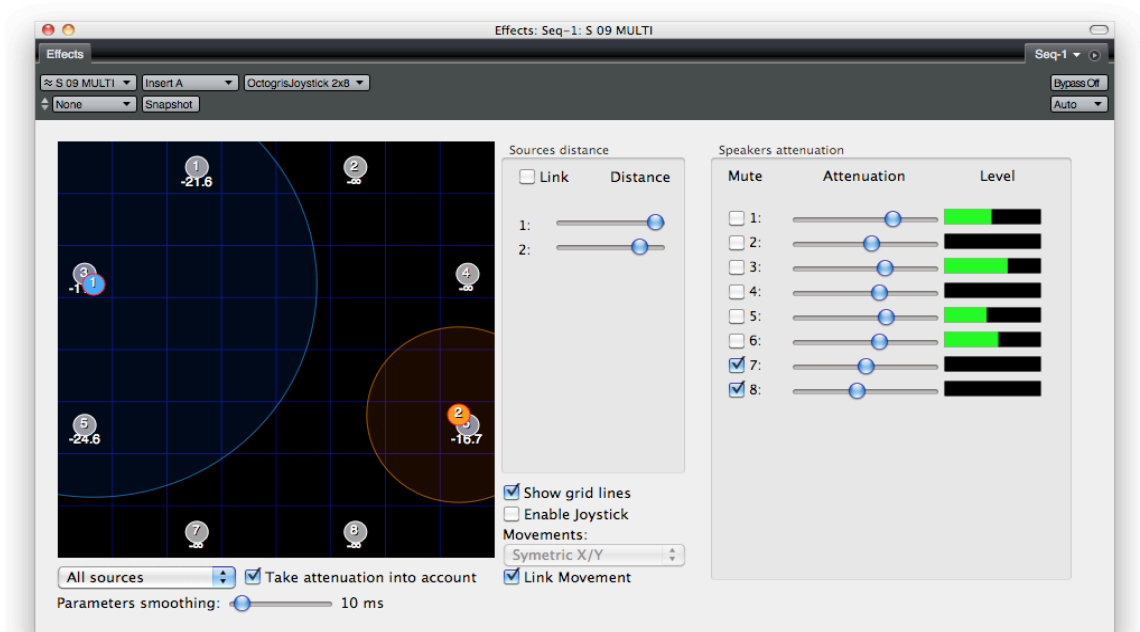 Effects: Seq-1: S 09 MULTI
Effects
Seq-1
≈ S 09 MULTI Insert A OctogrisJoystick 2x8 Bypass Off
None Snapshot Auto
Sources distance
Speakers attenuation
Link Distance
Mute Attenuation Level
1
-21.6
2
-∞
3
1
4
-∞
5
-24.6
2
-16.7
7
-∞
8
-∞
1:
2:
1:
2:
3:
4:
5:
6:
7:
8:
Show grid lines
Enable Joystick
Movements:
Symetric X/Y
Link Movement
All sources Take attenuation into account
Parameters smoothing: 10 ms